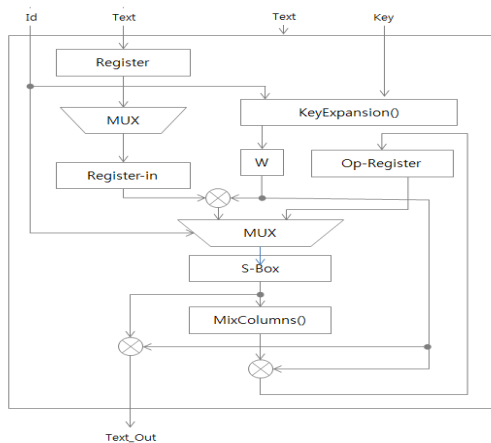 Id Text Text Key
Register
KeyExpansion()
MUX
W
Op-Register
Register-in
MUX
S-Box
MixColumns()
Text_Out